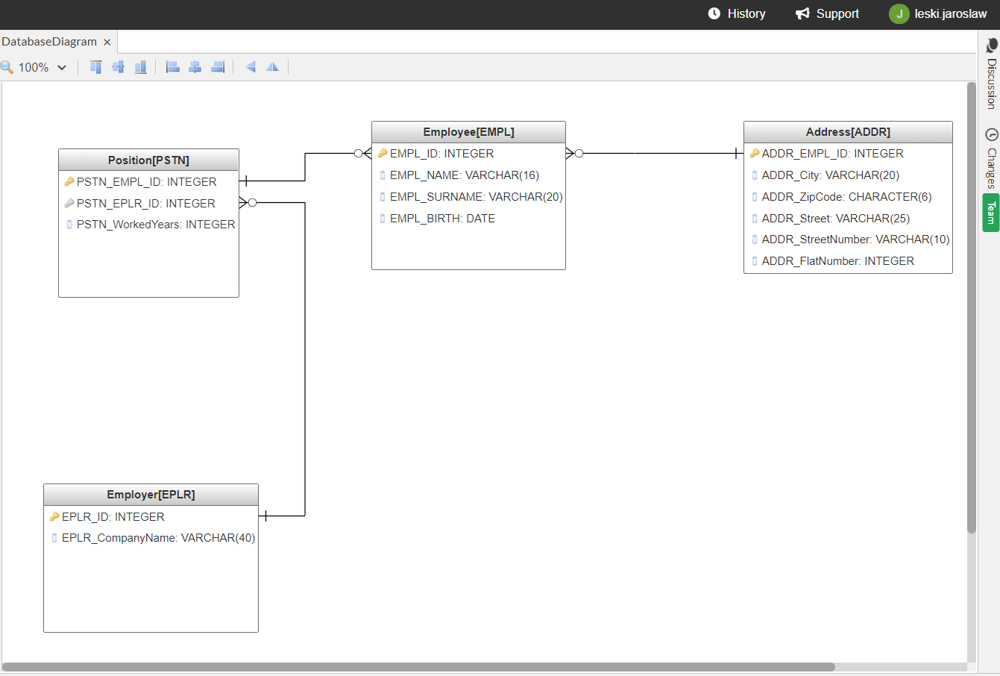 History Support J leski.jaroslaw
DatabaseDiagram ×
100%
Discussion
Changes
Team
Position[PSTN]
PSTN_EMPL_ID: INTEGER
PSTN_EPLR_ID: INTEGER
PSTN_WorkedYears: INTEGER
Employee[EMPL]
EMPL_ID: INTEGER
EMPL_NAME: VARCHAR(16)
EMPL_SURNAME: VARCHAR(20)
EMPL_BIRTH: DATE
Address[ADDR]
ADDR_EMPL_ID: INTEGER
ADDR_City: VARCHAR(20)
ADDR_ZipCode: CHARACTER(6)
ADDR_Street: VARCHAR(25)
ADDR_StreetNumber: VARCHAR(10)
ADDR_FlatNumber: INTEGER
Employer[EPLR]
EPLR_ID: INTEGER
EPLR_CompanyName: VARCHAR(40)